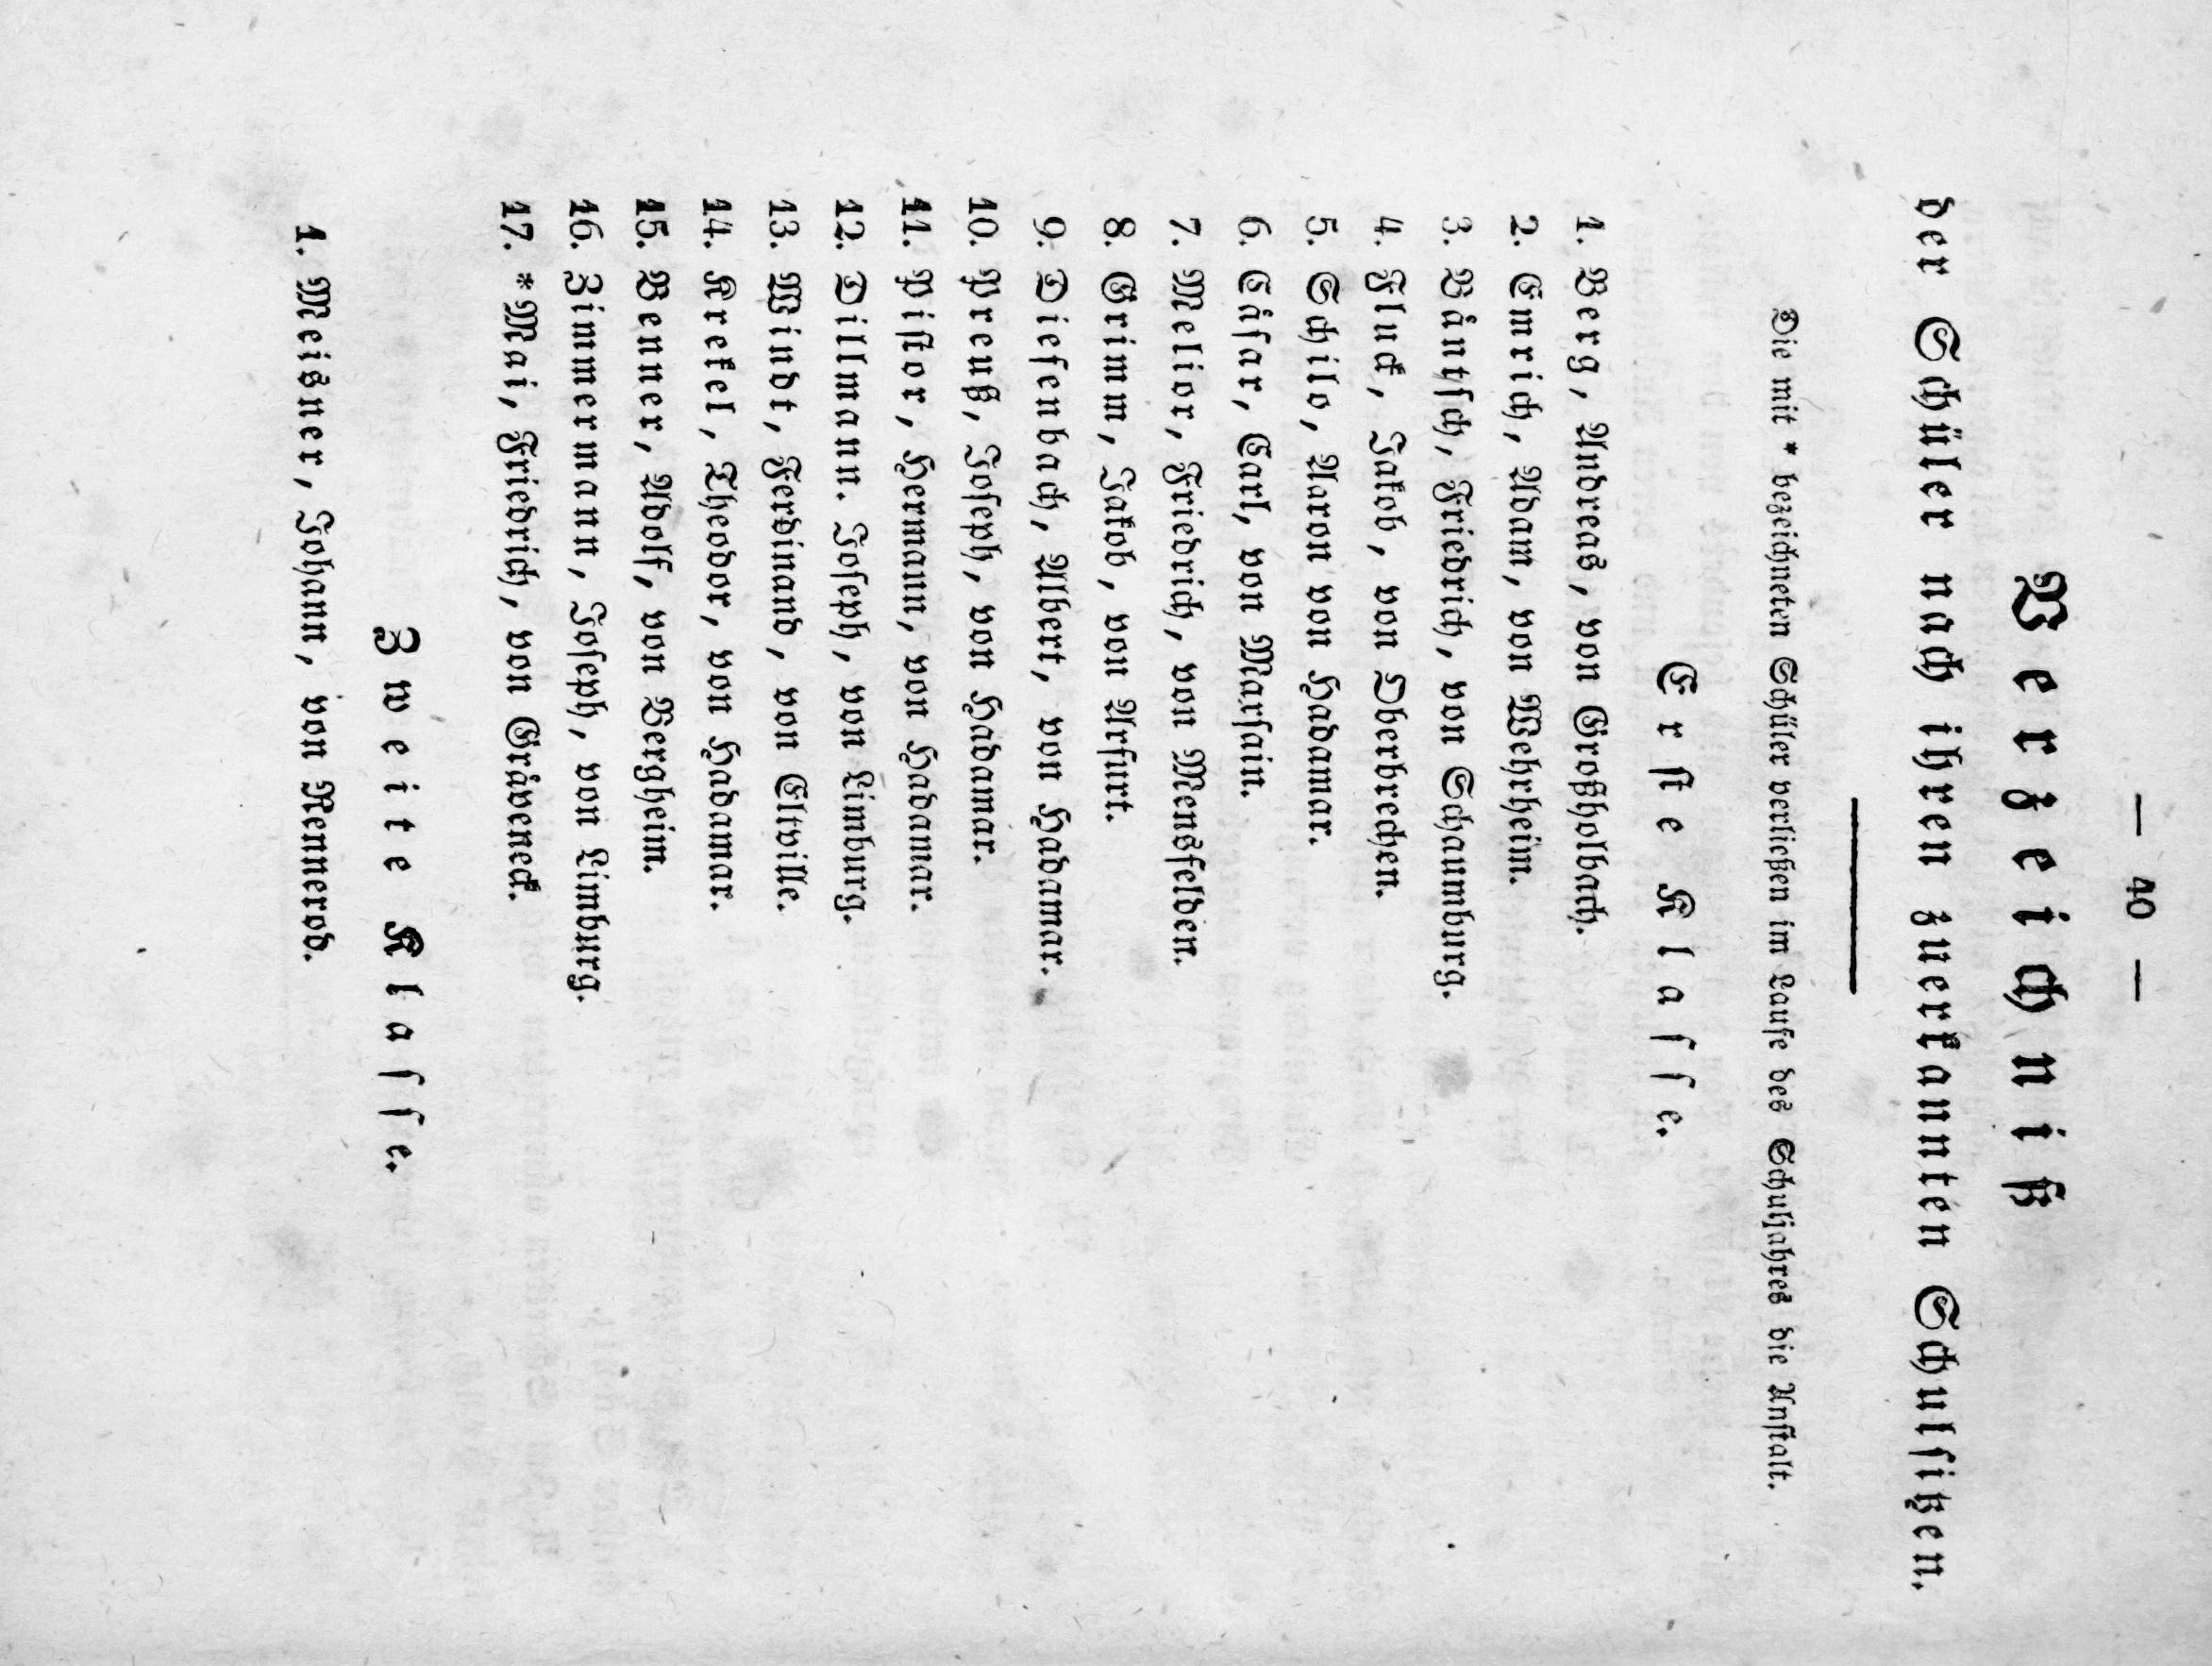 — 40 —
Verzeichniß
der Schüler nach ihren zuerkannten Schulsitzen.
Die mit * bezeichneten Schüler verließen im Laufe des Schuljahres die Anstalt.
Erste Klasse.
1. Berg, Andreas, von Großholbach.
2. Emrich, Adam, von Wehrheim.
3. Bäntsch, Friedrich, von Schaumburg.
4. Fluck, Jakob, von Oberbrechen.
5. Schilo, Aaron von Hadamar.
6. Cäsar, Carl, von Maxsain.
7. Melior, Friedrich, von Mensfelden.
8. Grimm, Jakob, von Arfurt.
9. Diefenbach, Albert, von Hadamar.
10. Preuß, Joseph, von Hadamar.
11. Pistor, Hermann, von Hadamar.
12. Dillmann. Joseph, von Limburg.
13. Windt, Ferdinand, von Eltville.
14. Krekel, Theodor, von Hadamar.
15. Benner, Adolf, von Bergheim.
16. Zimmermann, Joseph, von Limburg.
17. *Mai, Friedrich, von Gräveneck.
Zweite Klasse.
1. Meisner, Johann, von Rennerod.